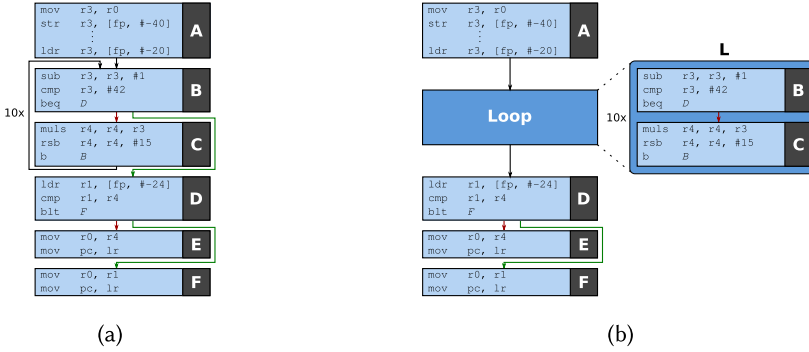 mov r3, r0
str r3, [fp, #-40]
⋮
ldr r3, [fp, #-20]
A
10x
sub r3, r3, #1
cmp r3, #42
beq D
B
muls r4, r4, r3
rsb r4, r4, #15
b B
C
ldr r1, [fp, #-24]
cmp r1, r4
blt F
D
mov r0, r4
mov pc, lr
E
mov r0, r1
mov pc, lr
F
(a)
mov r3, r0
str r3, [fp, #-40]
⋮
ldr r3, [fp, #-20]
A
Loop
ldr r1, [fp, #-24]
cmp r1, r4
blt F
D
mov r0, r4
mov pc, lr
E
mov r0, r1
mov pc, lr
F
L
10x
sub r3, r3, #1
cmp r3, #42
beq D
B
muls r4, r4, r3
rsb r4, r4, #15
b B
C
(b)